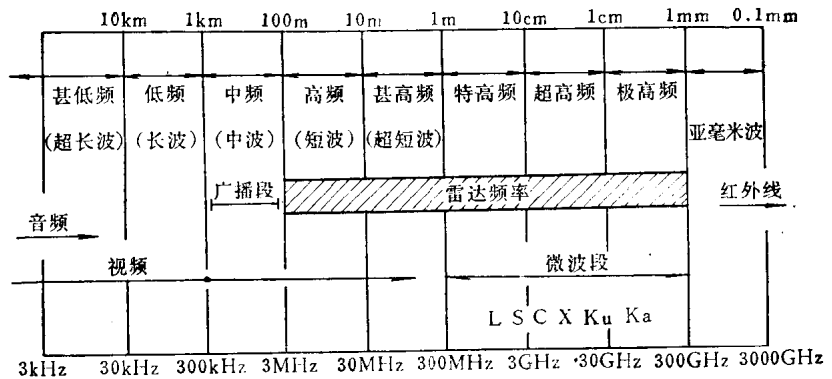 10km 1km 100m 10m 1m 10cm 1cm 1mm 0.1mm
甚低频 低频 中频 高频 甚高频 特高频 超高频 极高频
(超长波) (长波) (中波) (短波) (超短波) 亚毫米波
广播段 雷达频率 红外线
音频
视频 微波段
L S C X Ku Ka
3kHz 30kHz 300kHz 3MHz 30MHz 300MHz 3GHz 30GHz 300GHz 3000GHz